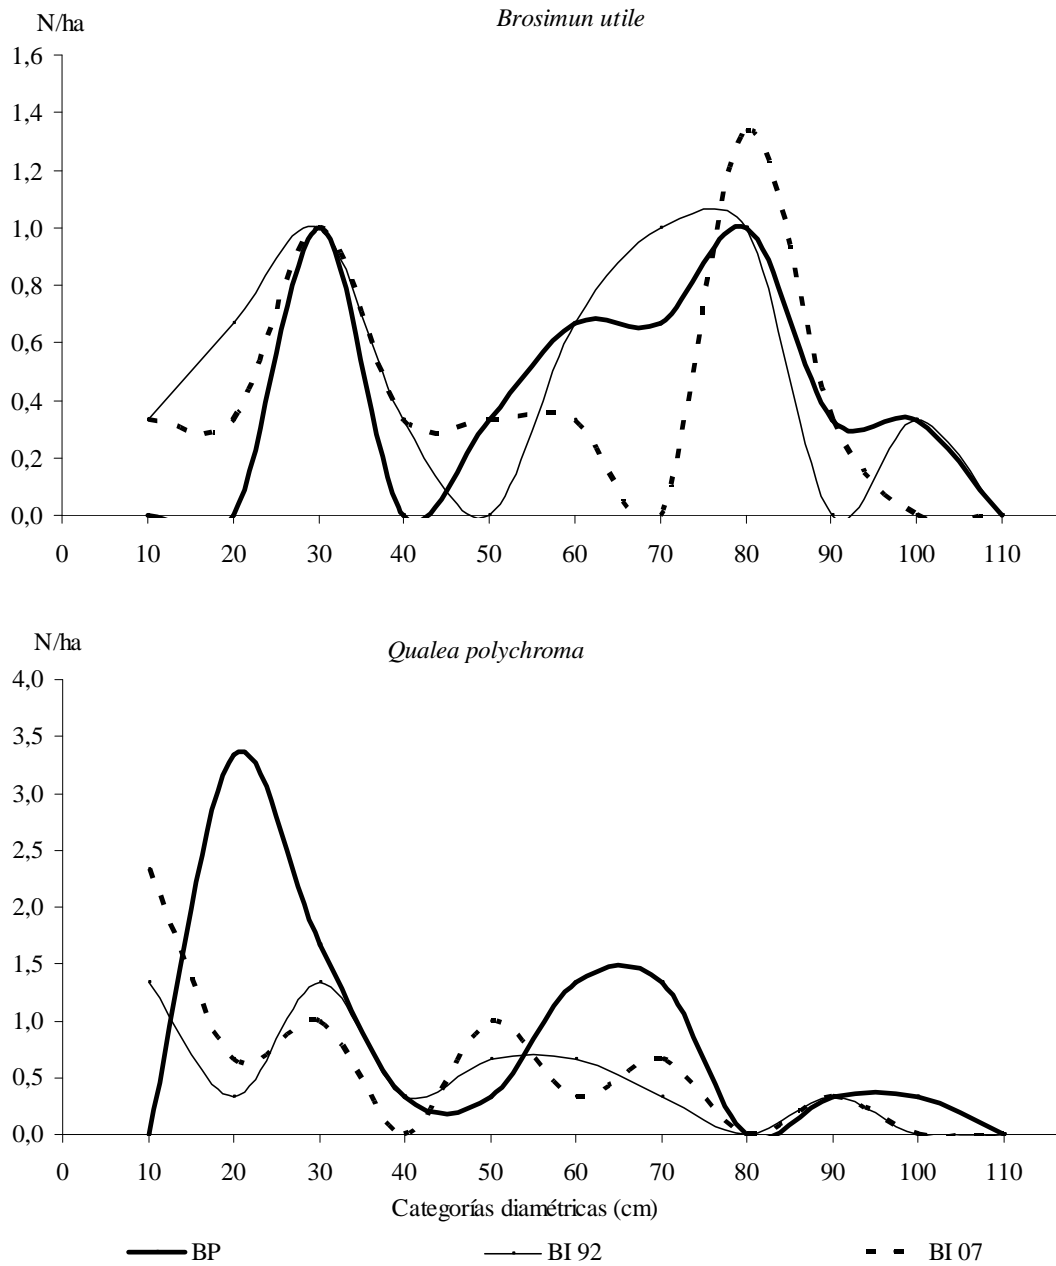 N/ha
Brosimun utile
1,6
1,4
1,2
1,0
0,8
0,6
0,4
0,2
0,0
0 10 20 30 40 50 60 70 80 90 100 110
N/ha
Qualea polychroma
4,0
3,5
3,0
2,5
2,0
1,5
1,0
0,5
0,0
0 10 20 30 40 50 60 70 80 90 100 110
Categorías diamétricas (cm)
BP BI 92 BI 07